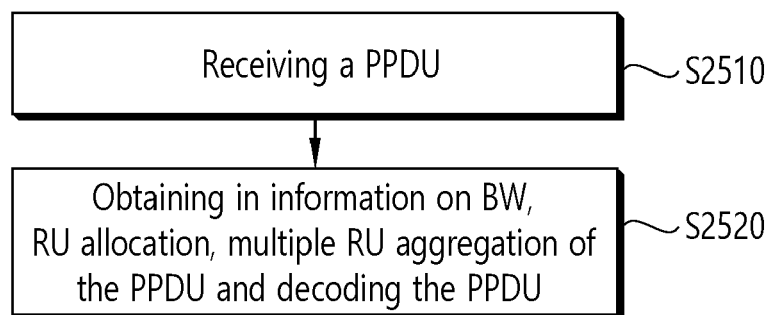 Receiving a PPDU
S2510
Obtaining in information on BW,
RU allocation, multiple RU aggregation of
the PPDU and decoding the PPDU
S2520